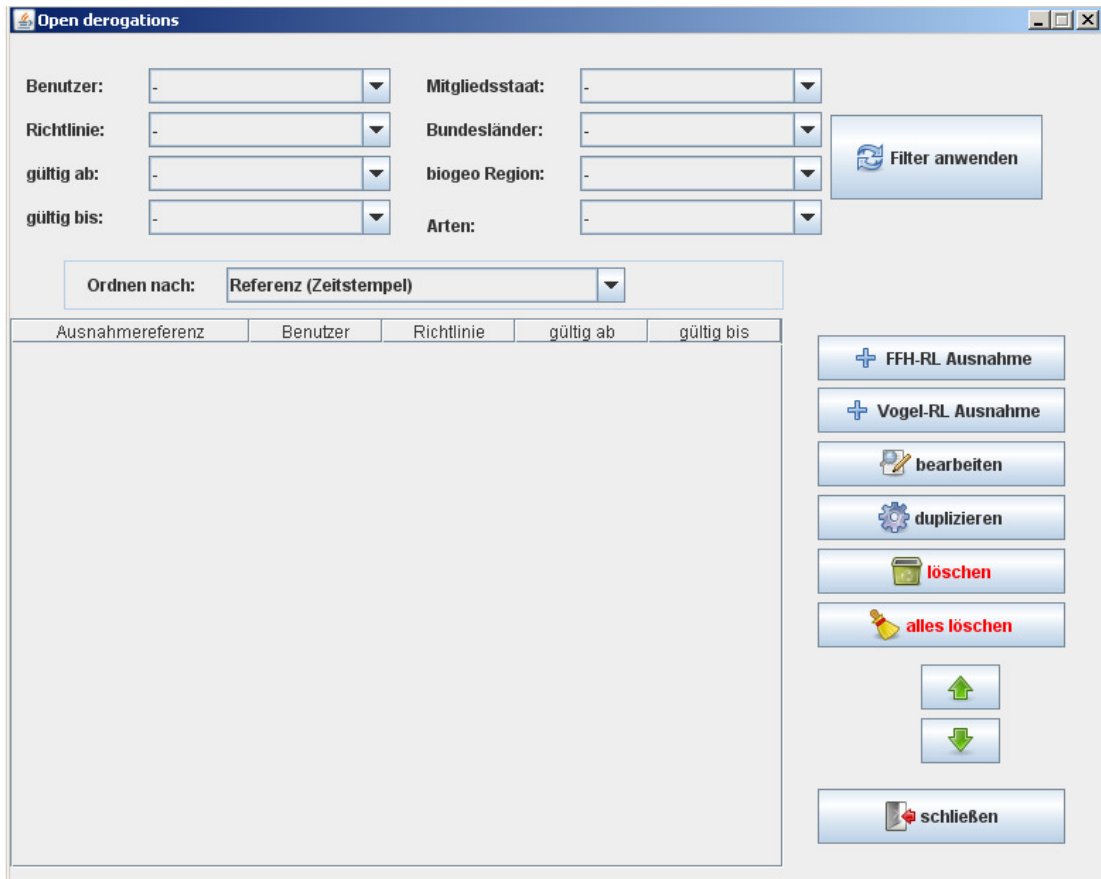 Open derogations
Benutzer: - Mitgliedsstaat: -
Richtlinie: - Bundesländer: -
Filter anwenden
gültig ab: - biogeo Region: -
gültig bis: - Arten: -
Ordnen nach: Referenz (Zeitstempel)
Ausnahmereferenz Benutzer Richtlinie gültig ab gültig bis
FFH-RL Ausnahme
Vogel-RL Ausnahme
bearbeiten
duplizieren
löschen
alles löschen
schließen